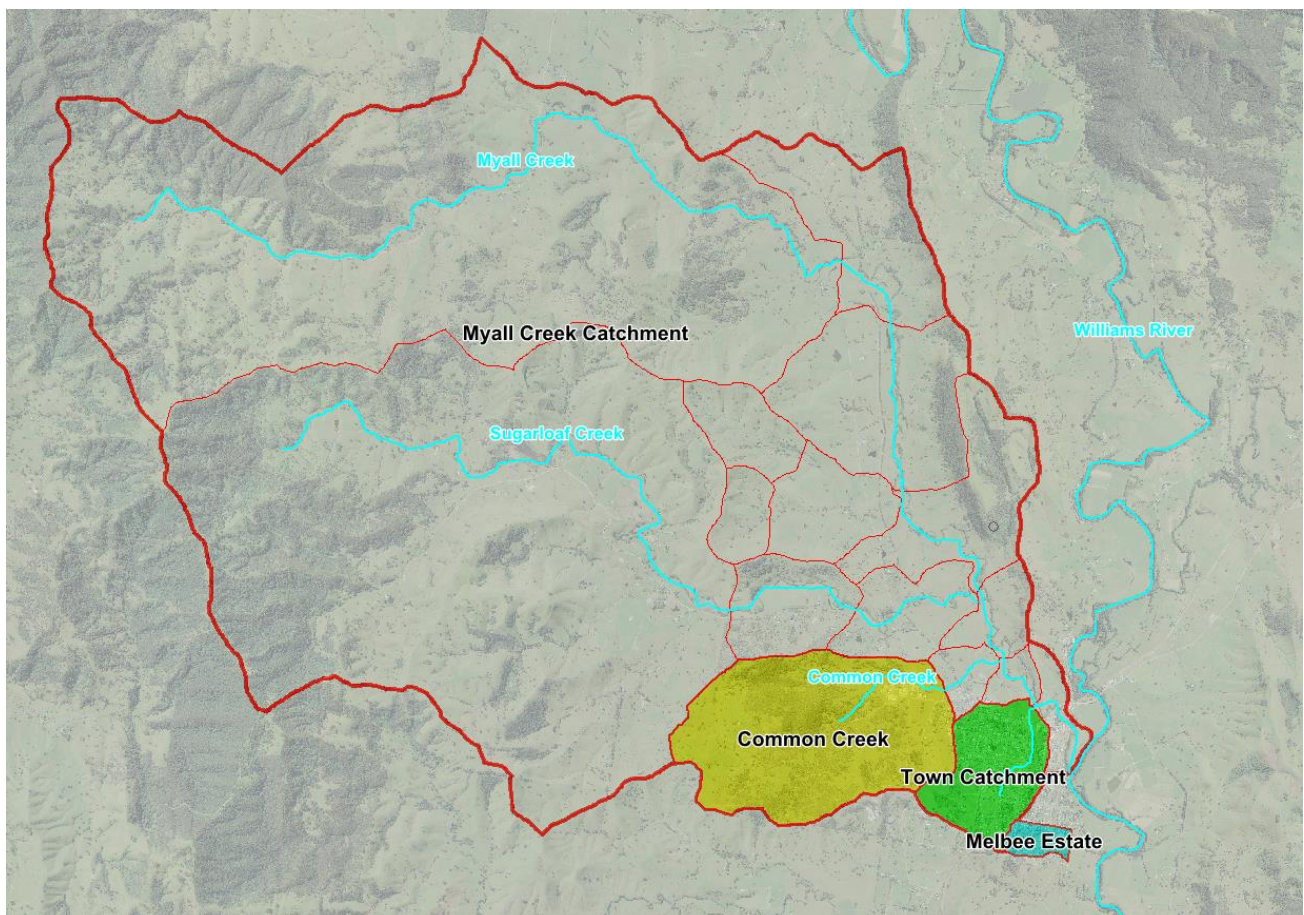 Myall Creek
Williams River
Myall Creek Catchment
Sugarloaf Creek
Common Creek
Common Creek
Town Catchment
Melbee Estate